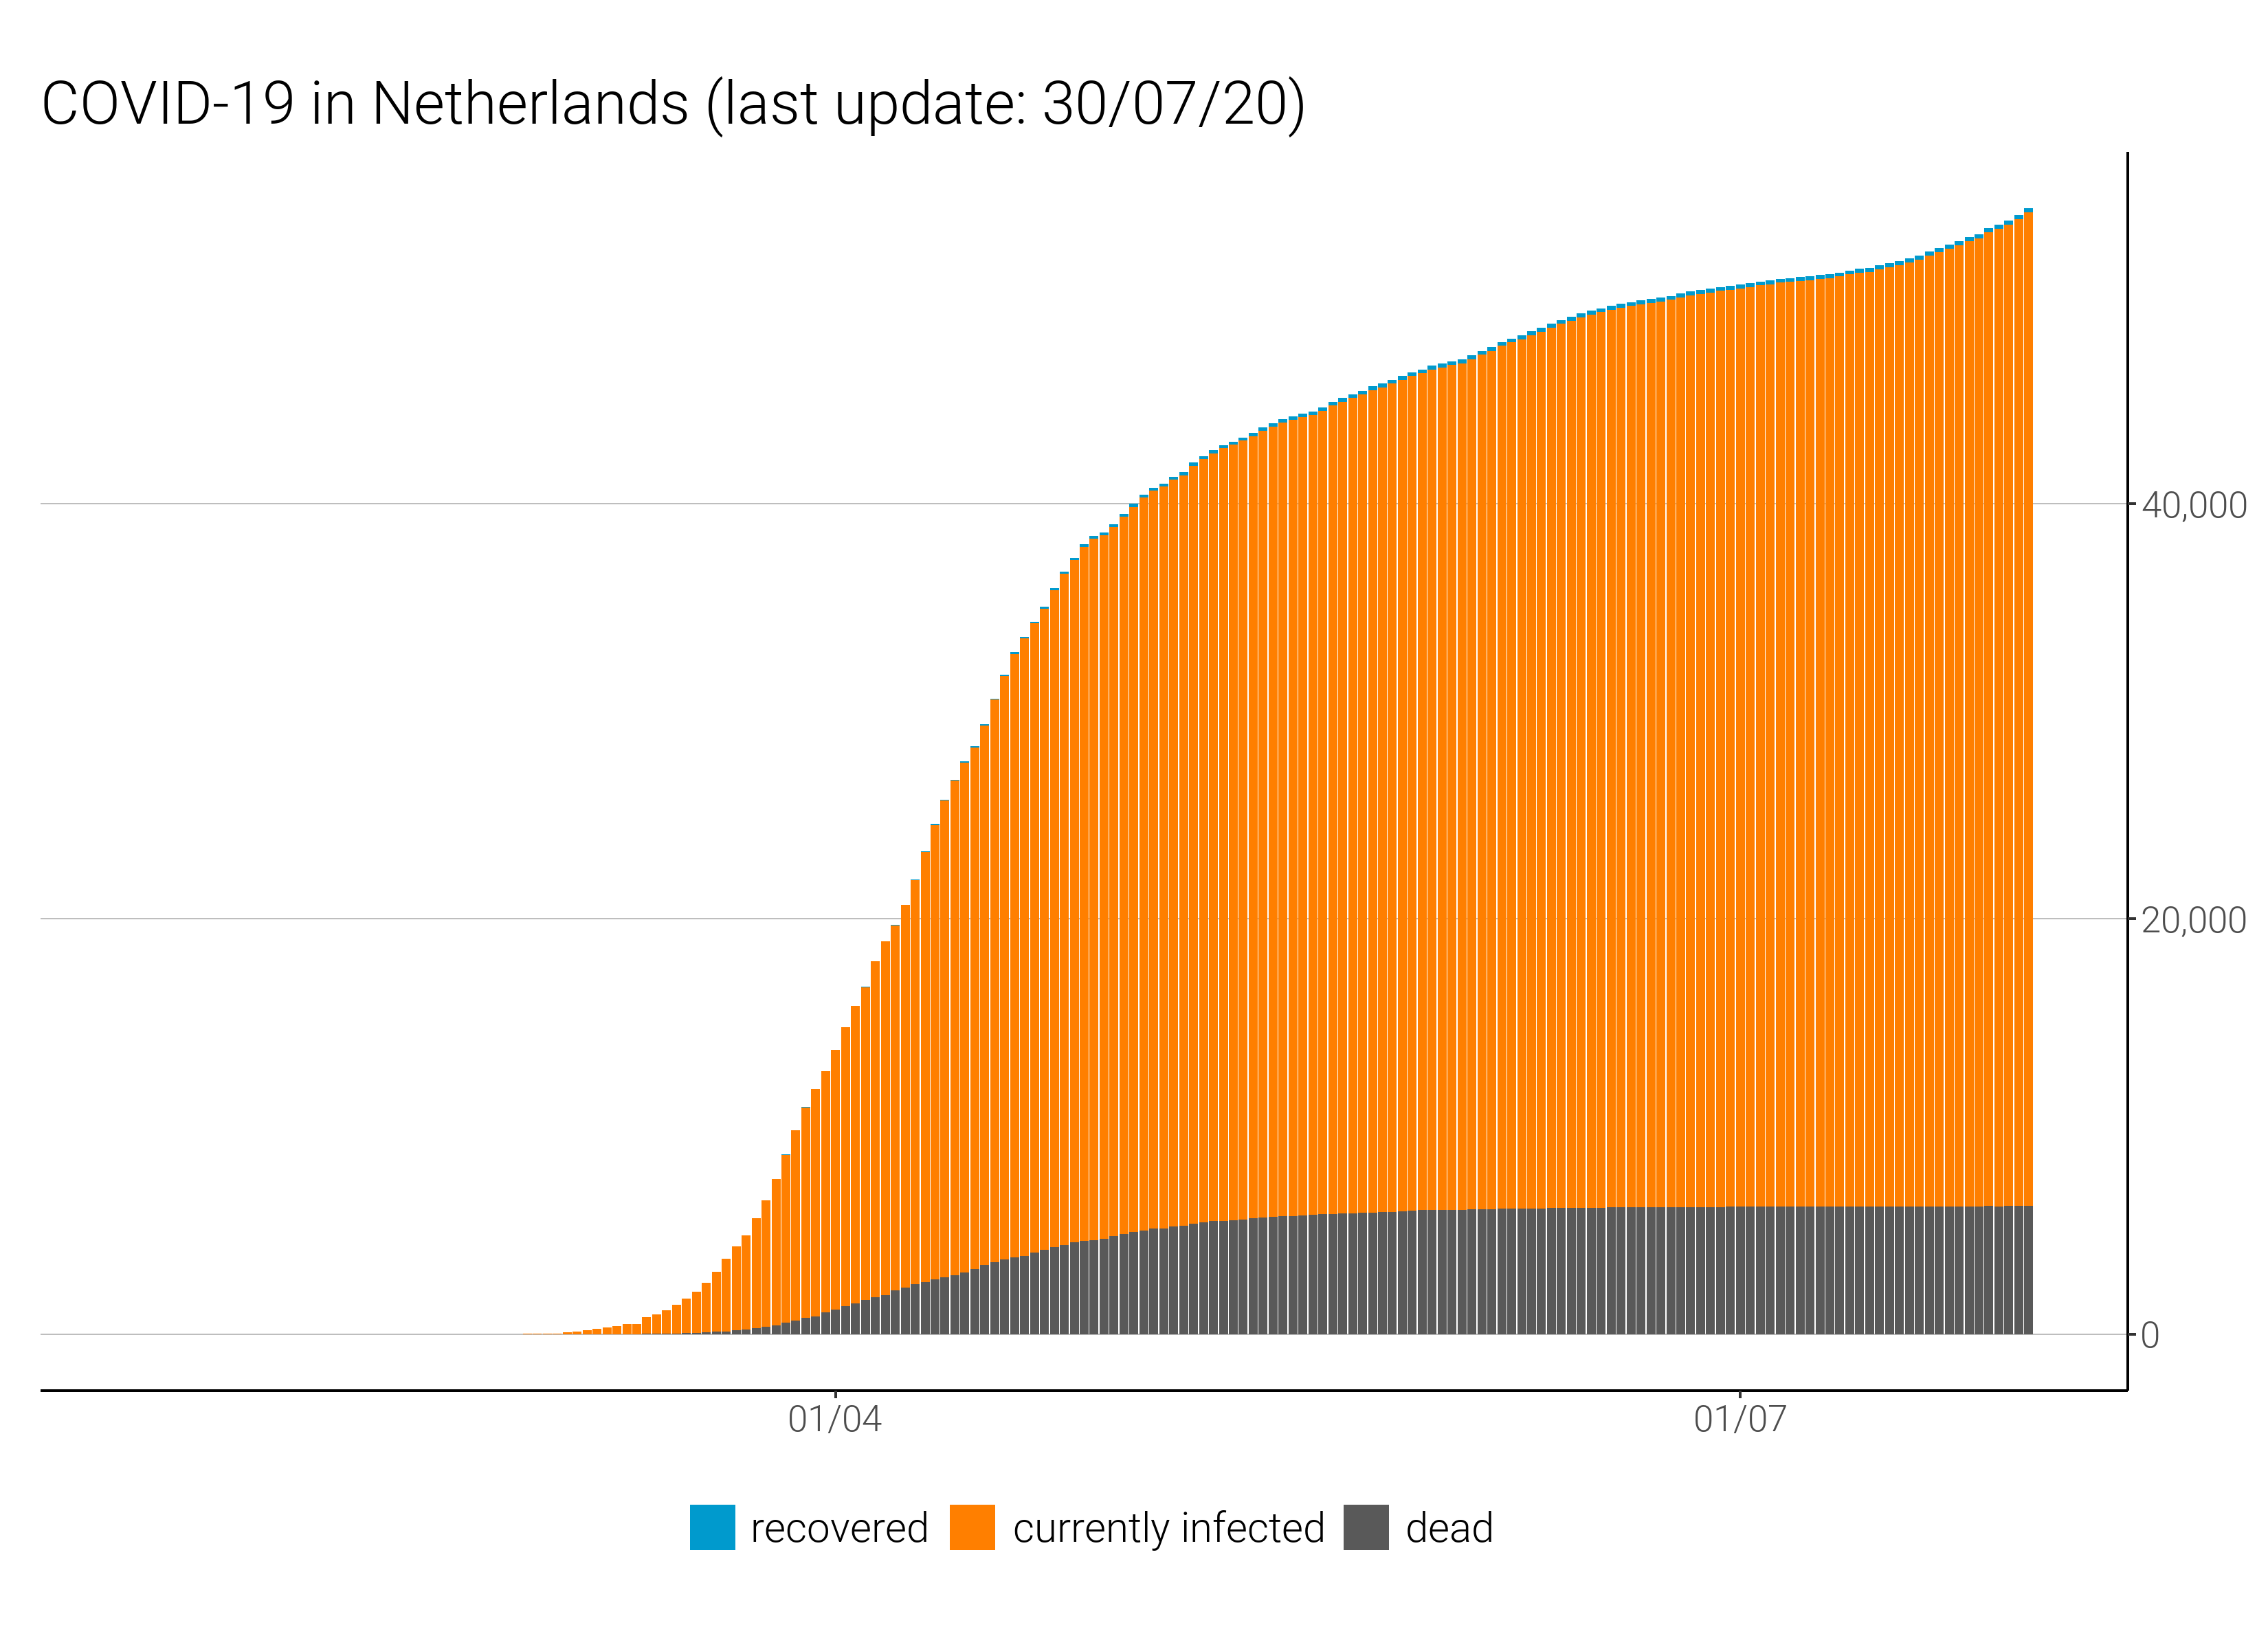 COVID-19 in Netherlands (last update: 30/07/20)
40,000
20,000
0
01/04 01/07
recovered currently infected dead